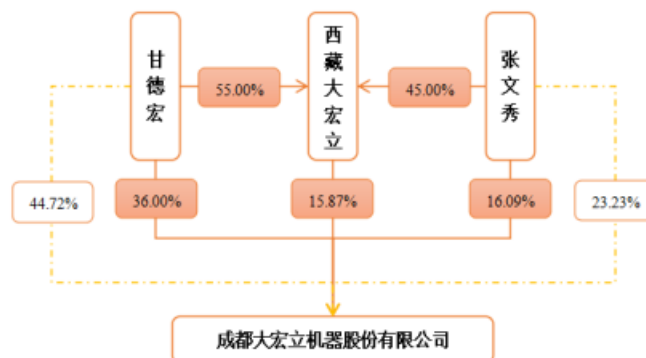 甘德宏
西藏大宏立
张文秀
55.00%
45.00%
44.72%
36.00%
15.87%
16.09%
23.23%
成都大宏立机器股份有限公司